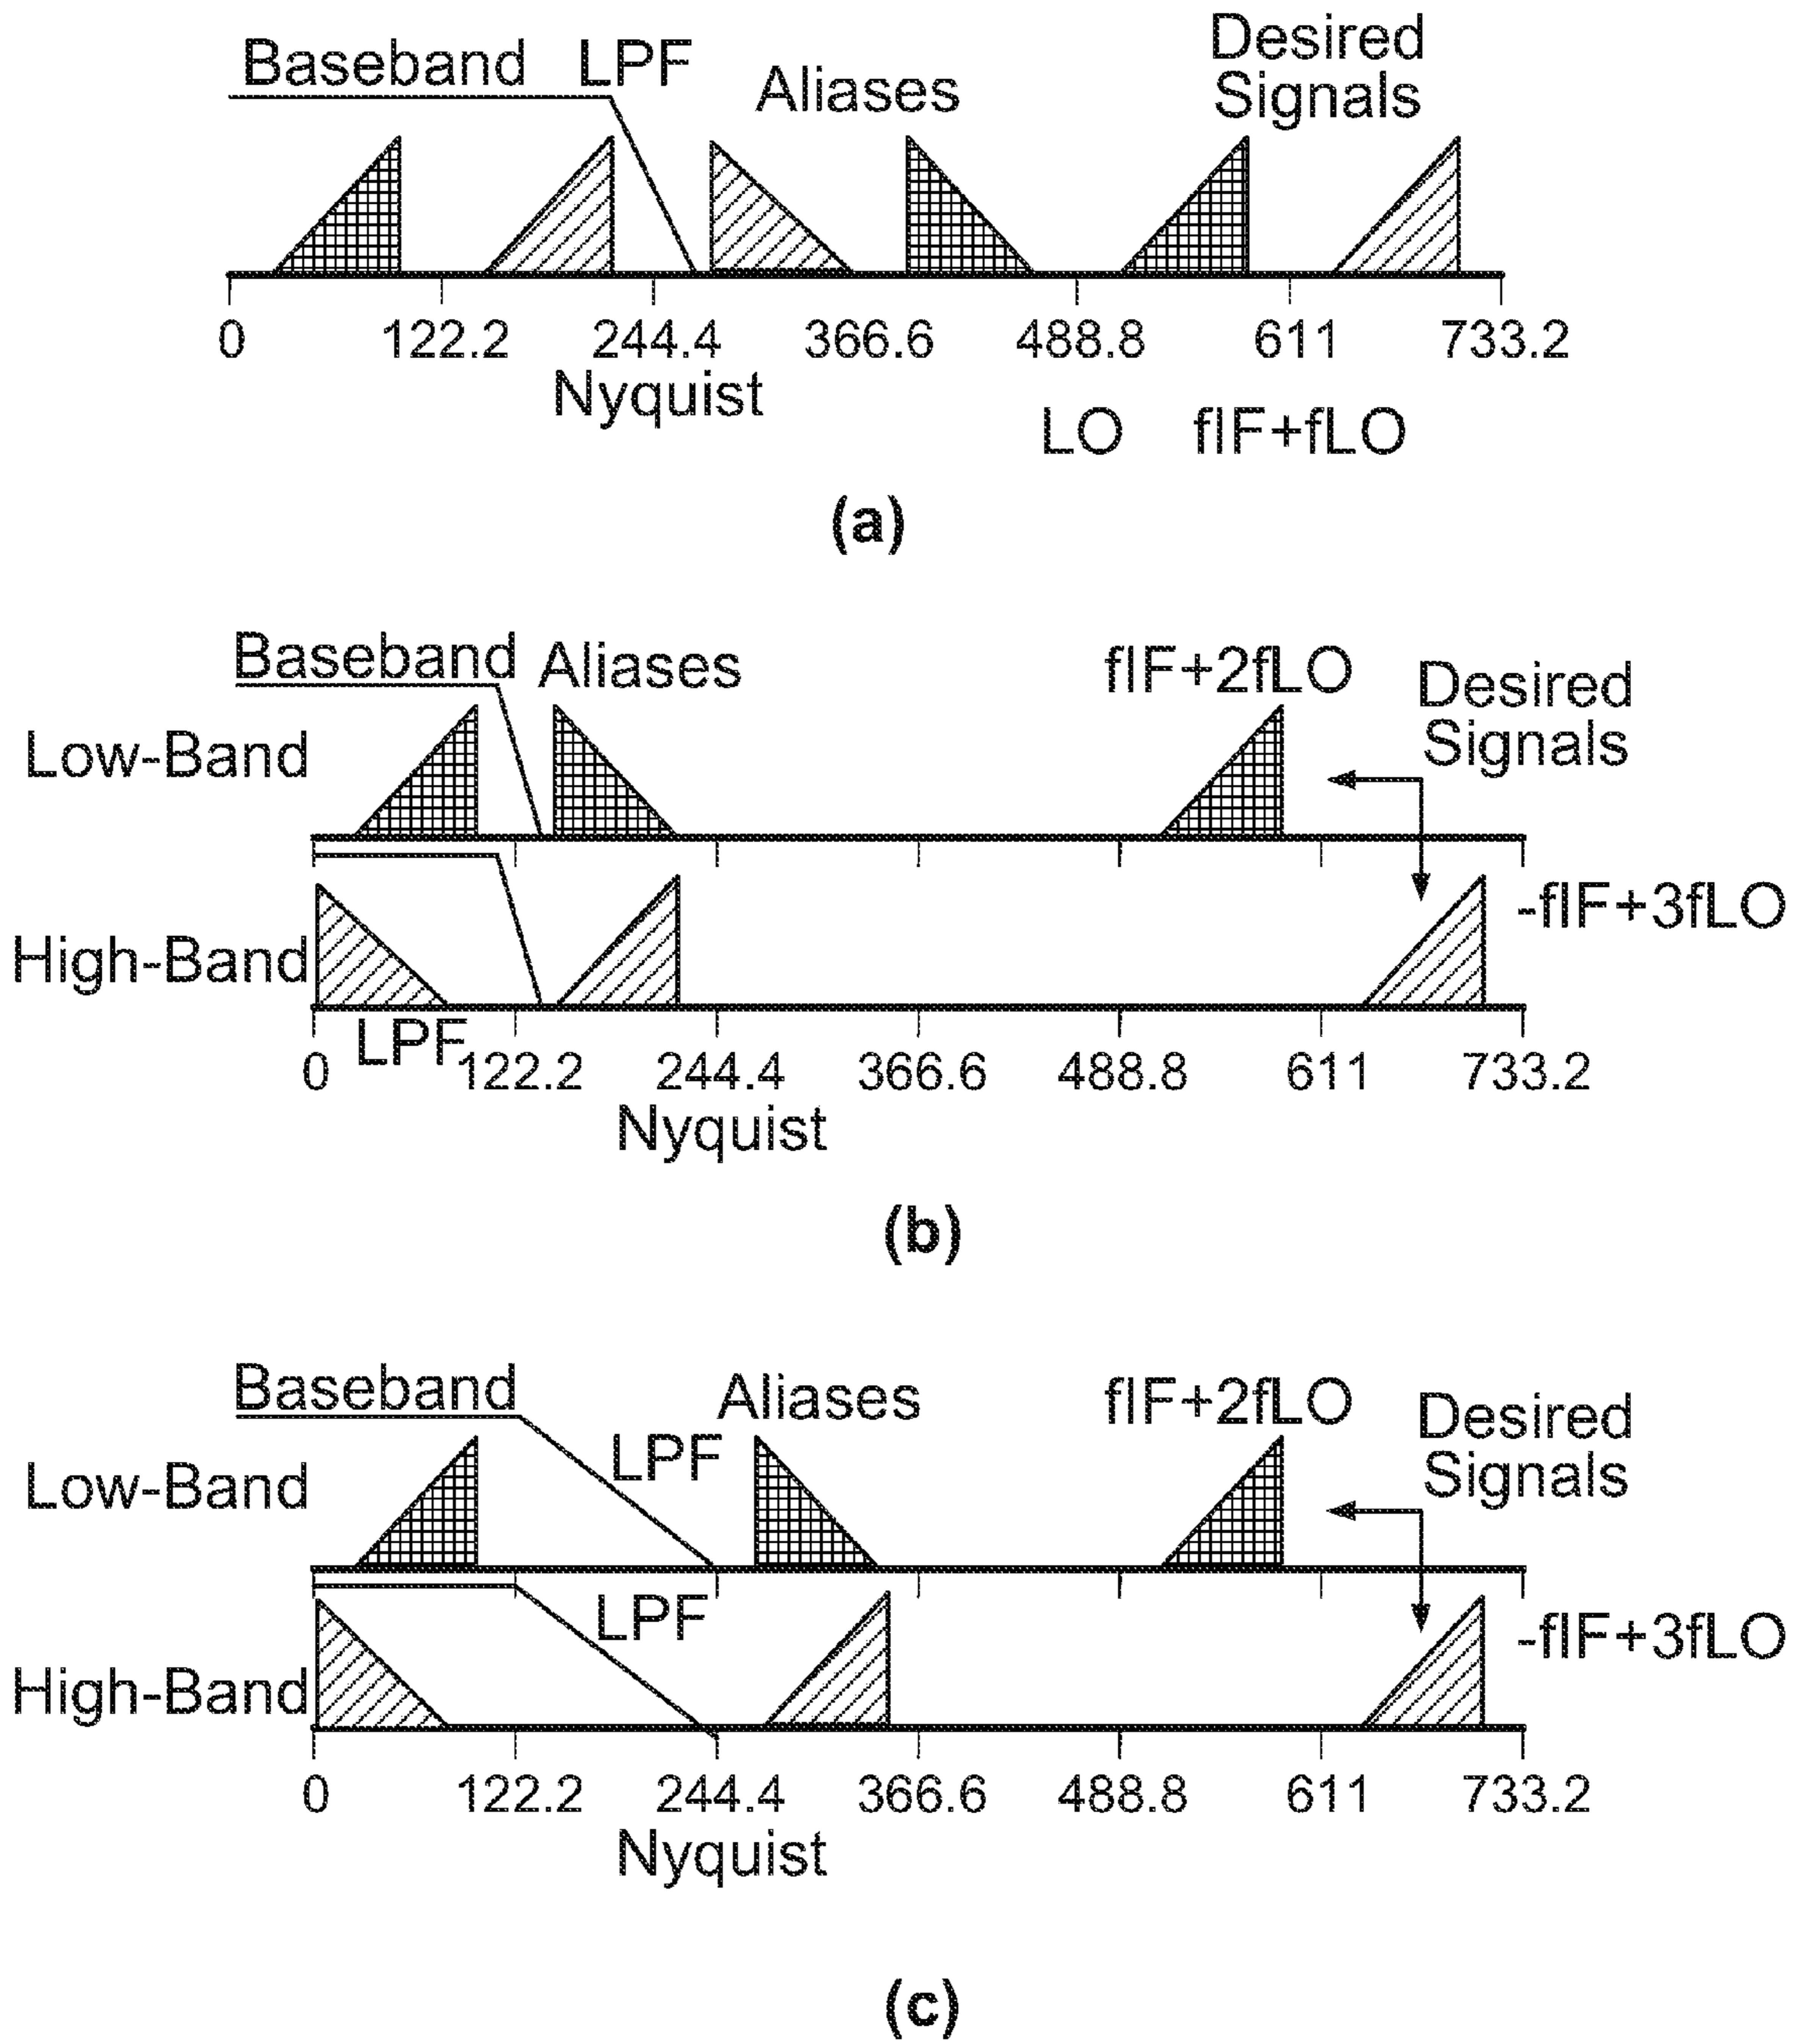 Baseband LPF Aliases Desired
Signals
0 122.2 244.4 366.6 488.8 611 733.2
Nyquist
LO fIF+fLO
(a)
Baseband Aliases fIF+2fLO Desired
Signals
Low-Band
-fIF+3fLO
High-Band
LPF
0 122.2 244.4 366.6 488.8 611 733.2
Nyquist
(b)
Baseband Aliases fIF+2fLO Desired
Signals
LPF
Low-Band
LPF
-fIF+3fLO
High-Band
0 122.2 244.4 366.6 488.8 611 733.2
Nyquist
(c)